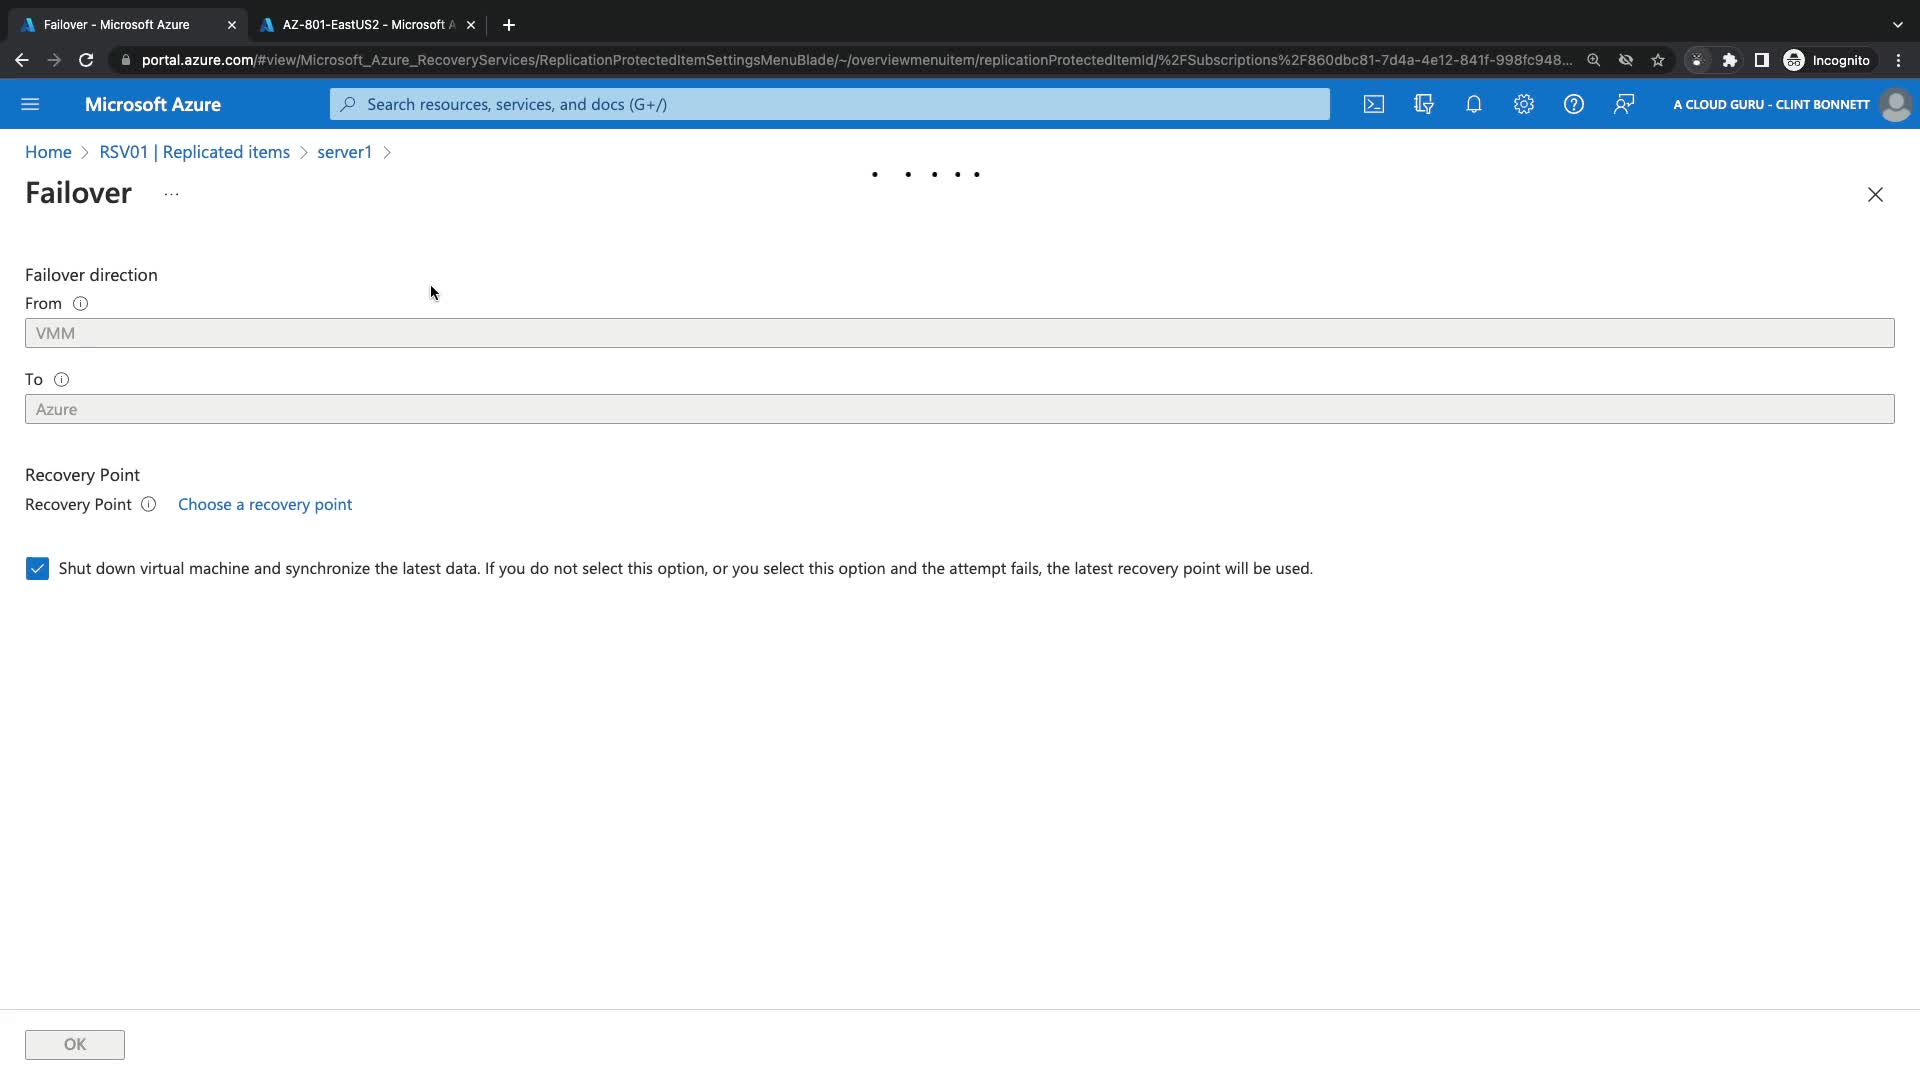 Failover - Microsoft Azure
AZ-801-EastUS2 - Microsoft A
portal.azure.com/#view/Microsoft_Azure_RecoveryServices/ReplicationProtectedItemSettingsMenuBlade/~/overviewmenuitem/replicationProtectedItemId/%2FSubscriptions%2F860dbc81-7d4a-4e12-841f-998fc948...
Incognito
Microsoft Azure
Search resources, services, and docs (G+/)
A CLOUD GURU - CLINT BONNETT
Home > RSV01 | Replicated items > server1 >
Failover ...
Failover direction
From
VMM
To
Azure
Recovery Point
Recovery Point Choose a recovery point
Shut down virtual machine and synchronize the latest data. If you do not select this option, or you select this option and the attempt fails, the latest recovery point will be used.
OK